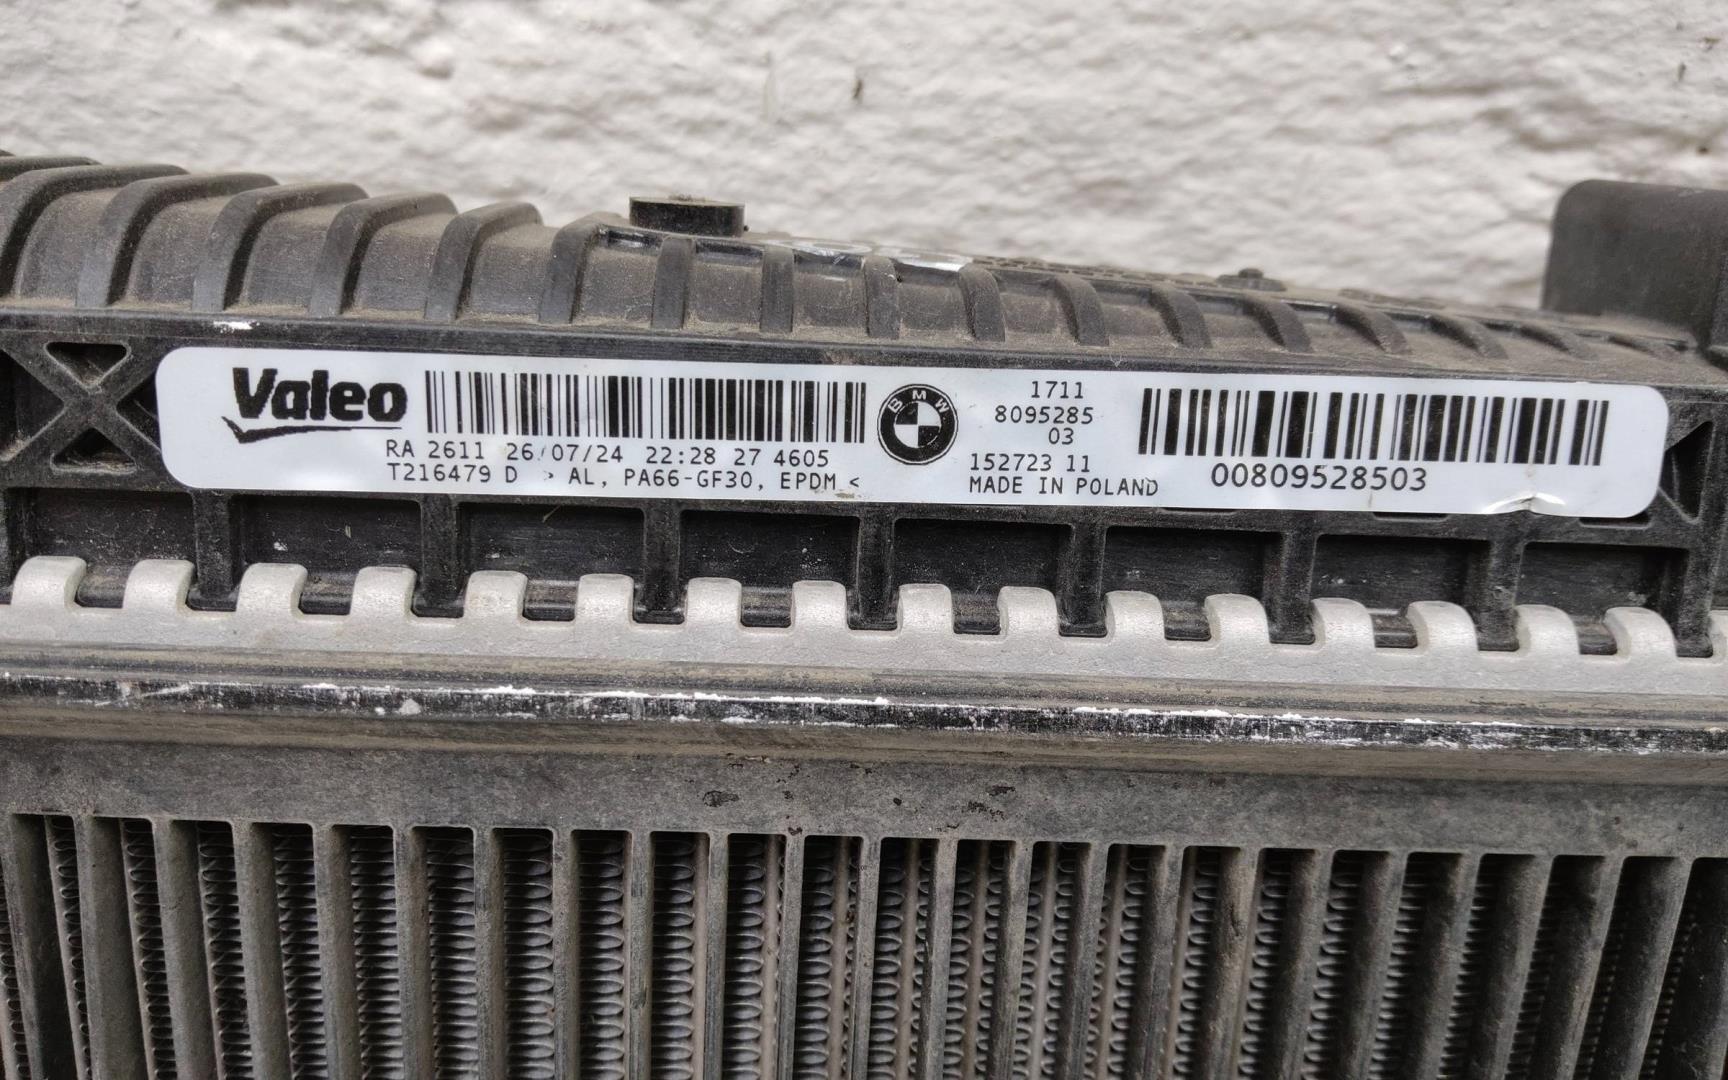 Valeo
RA 2611 26/07/24 22:28 27 4605
T216479 D > AL, PA66-GF30, EPDM <
BMW
1711
8095285
03
152723 11
MADE IN POLAND
00809528503